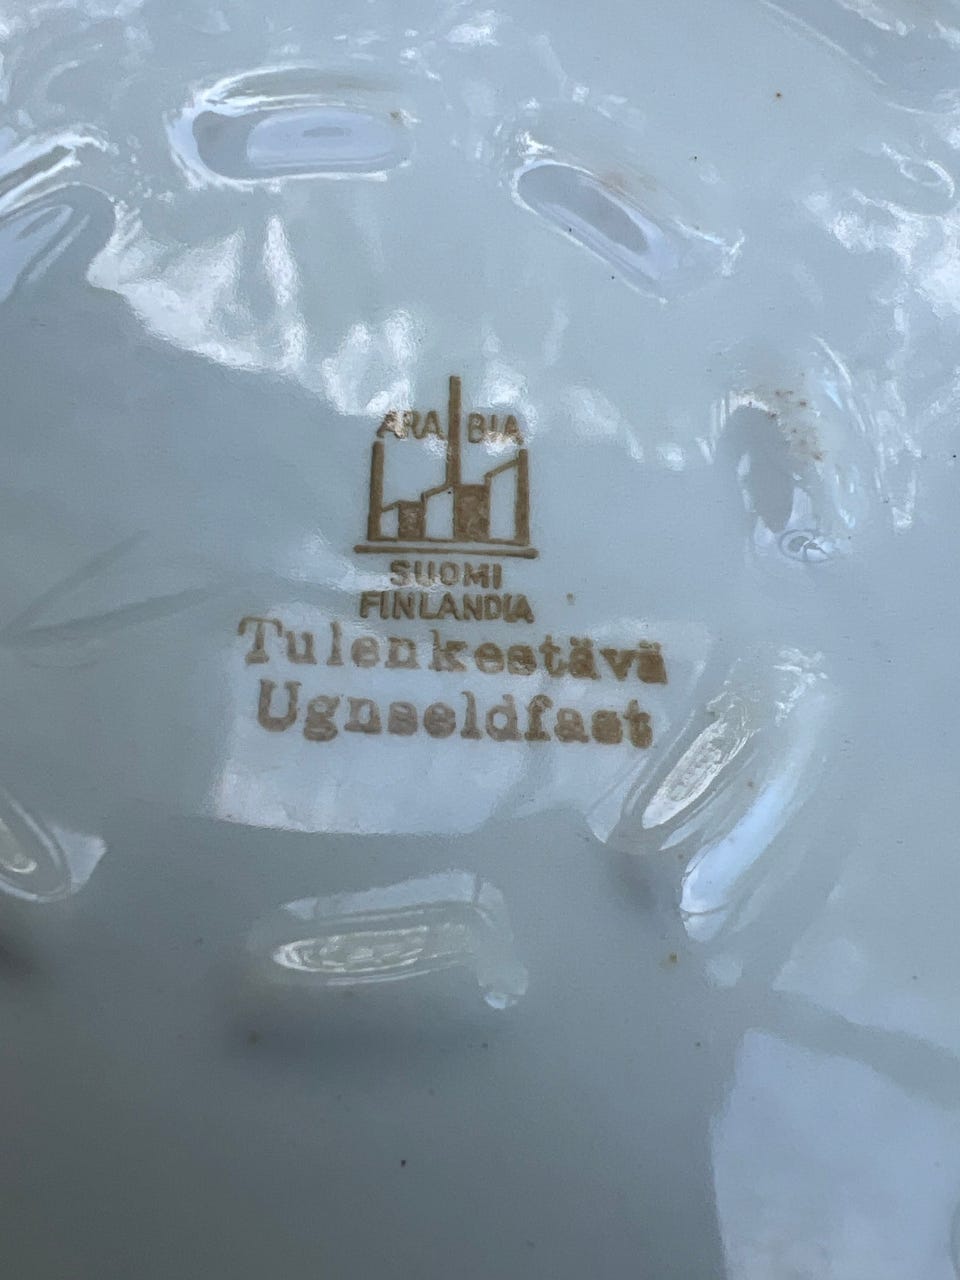 ARABIA
SUOMI
FINLANDIA
Tulenkestävä
Ugnseldfast